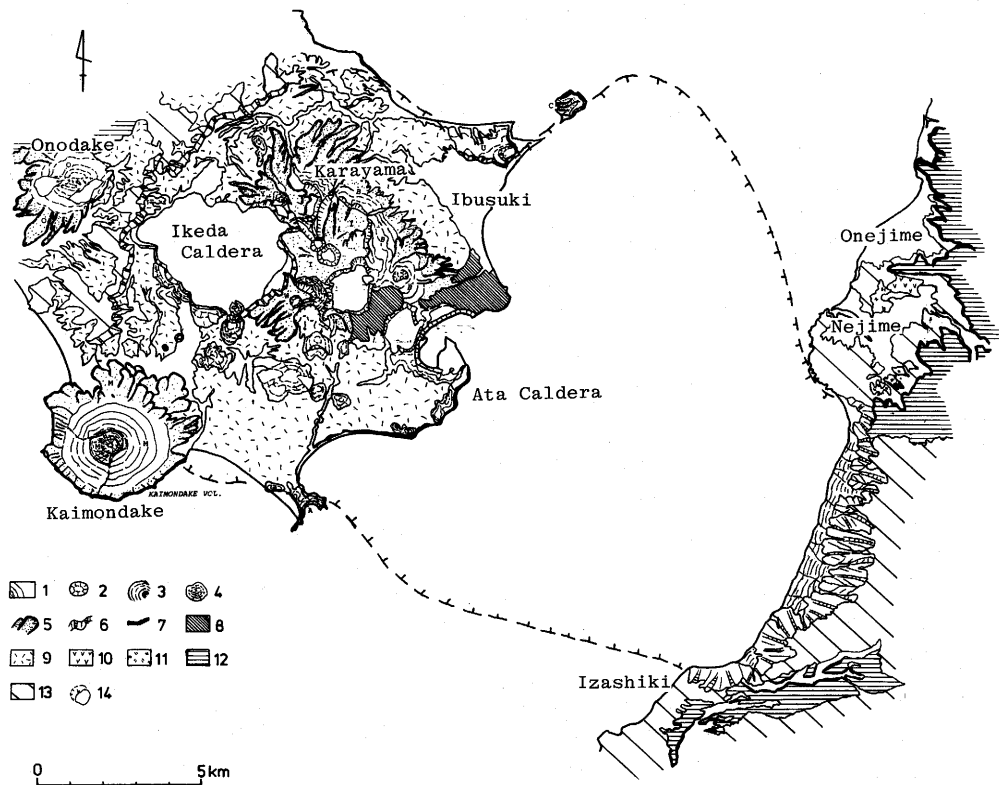 Onodake
Karayama
Ibusuki
Ikeda
Caldera
Onejime
Nejime
Ata Caldera
KAIMONDAKE VCL.
Kaimondake
1 2 3 4
5 6 7 8
9 10 11 12
13 14
Izashiki
0 5km